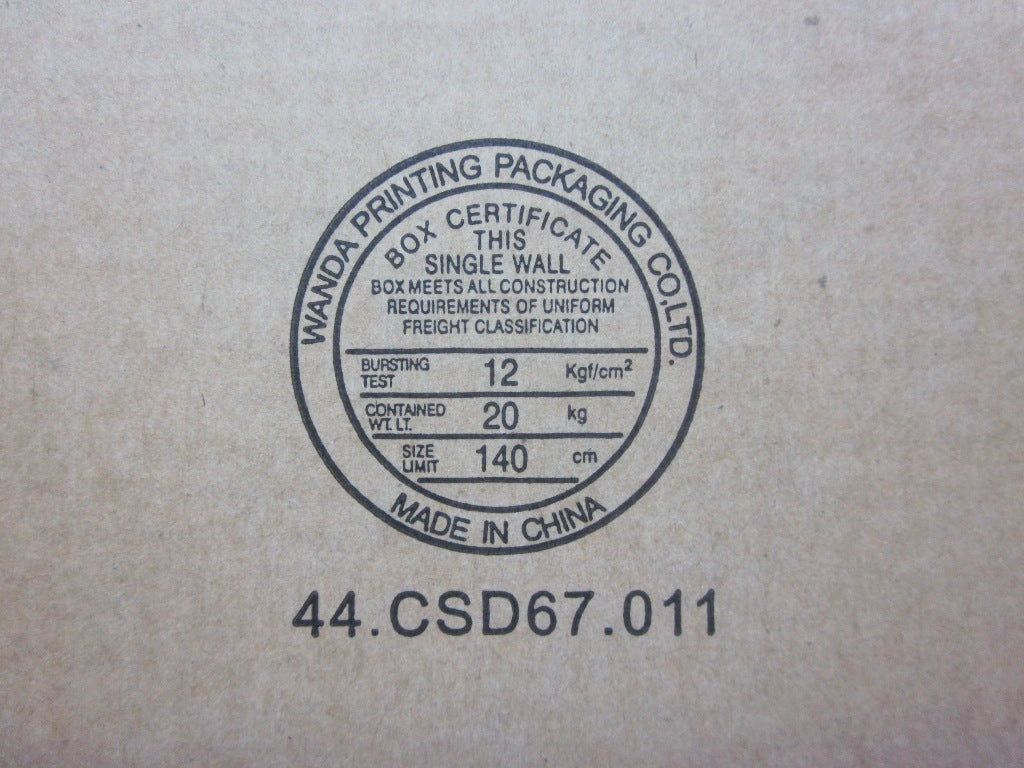 WANDA PRINTING PACKAGING CO,LTD.
BOX CERTIFICATE
THIS
SINGLE WALL
BOX MEETS ALL CONSTRUCTION
REQUIREMENTS OF UNIFORM
FREIGHT CLASSIFICATION
BURSTING TEST 12 Kgf/cm²
CONTAINED WT. LT. 20 kg
SIZE LIMIT 140 cm
MADE IN CHINA
44.CSD67.011